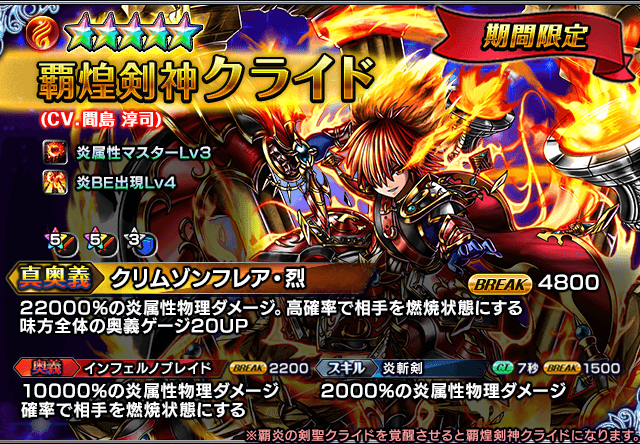 期間限定
覇煌剣神クライド
(CV.間島 淳司)
炎属性マスターLv3
炎BE出現Lv4
5 5 3
真奥義 クリムゾンフレア・烈 BREAK 4800
22000%の炎属性物理ダメージ。高確率で相手を燃焼状態にする
味方全体の奥義ゲージ20UP
奥義 インフェルノブレイド BREAK 2200
10000%の炎属性物理ダメージ
確率で相手を燃焼状態にする
スキル 炎斬剣 C.T. 7秒 BREAK 1500
2000%の炎属性物理ダメージ
※覇炎の剣聖クライドを覚醒させると覇煌剣神クライドになります。